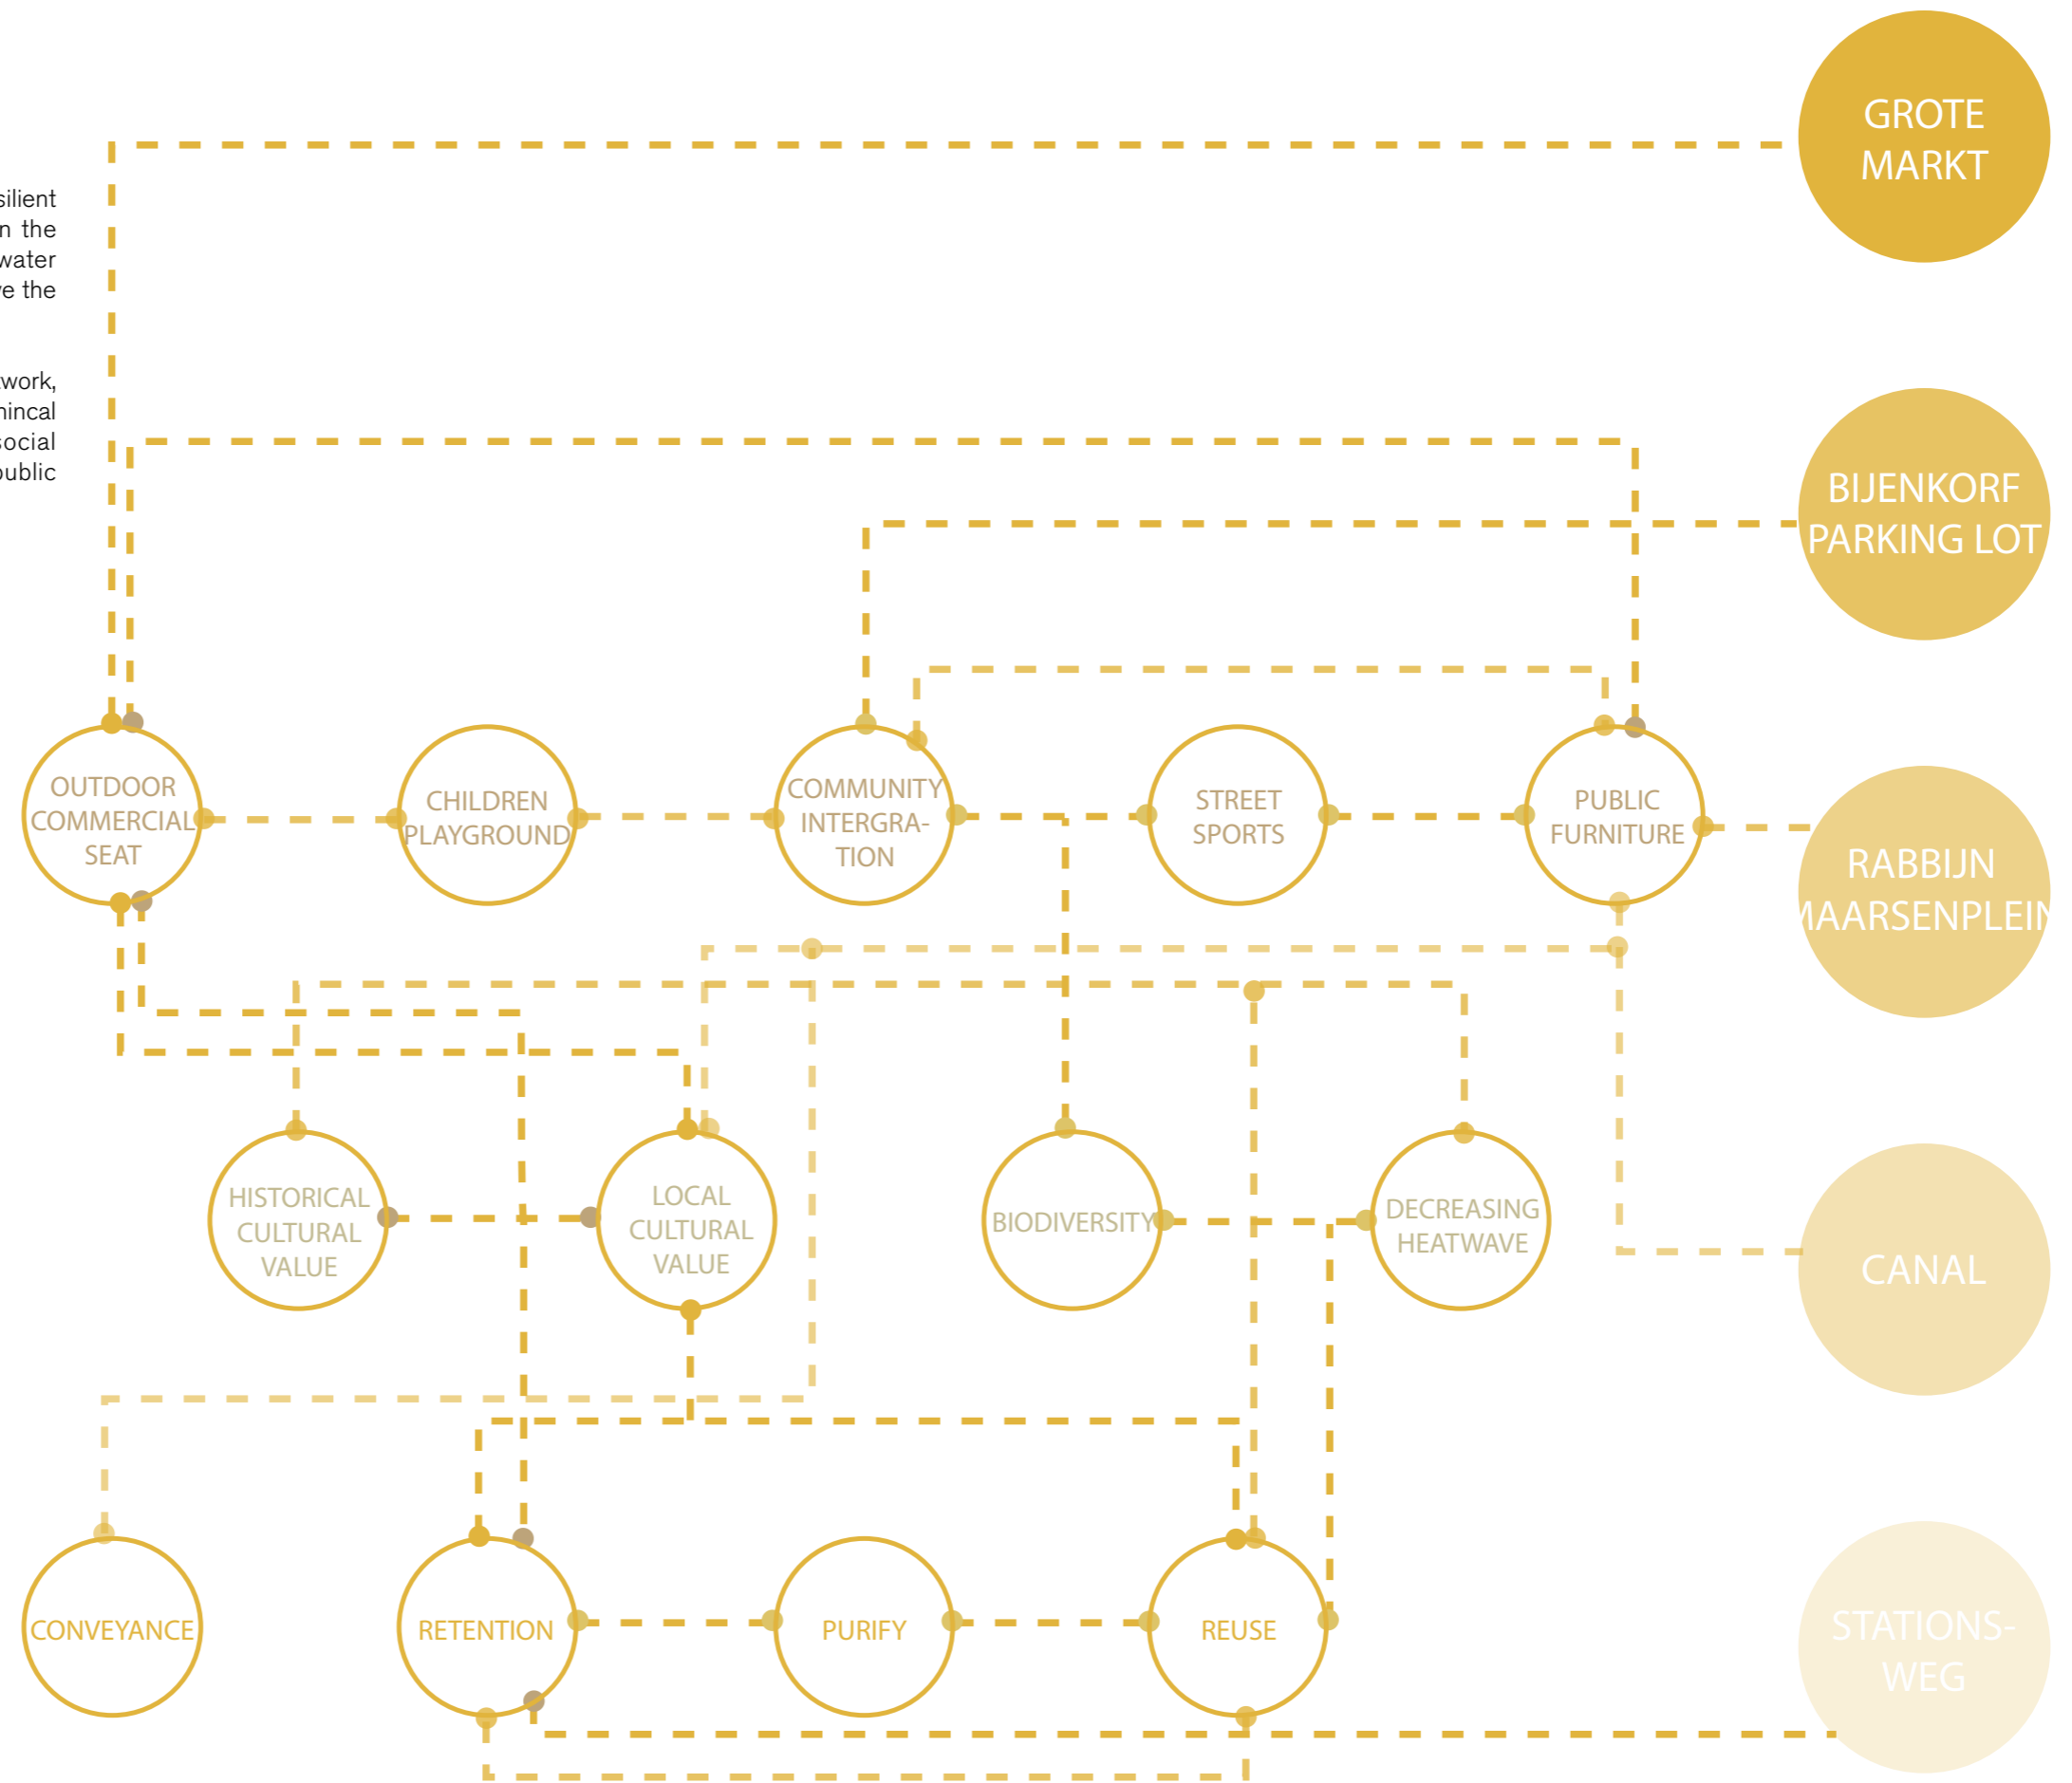 GROTE
MARKT
silient
n the
water
e the
work,
nincal
social
public
BIJENKORF
PARKING LOT
OUTDOOR
COMMERCIAL
SEAT
CHILDREN
PLAYGROUND
COMMUNITY
INTERGRA-
TION
STREET
SPORTS
PUBLIC
FURNITURE
RABBIJN
MAARSENPLEIN
HISTORICAL
CULTURAL
VALUE
LOCAL
CULTURAL
VALUE
BIODIVERSITY
DECREASING
HEATWAVE
CANAL
CONVEYANCE
RETENTION
PURIFY
REUSE
STATIONS-
WEG